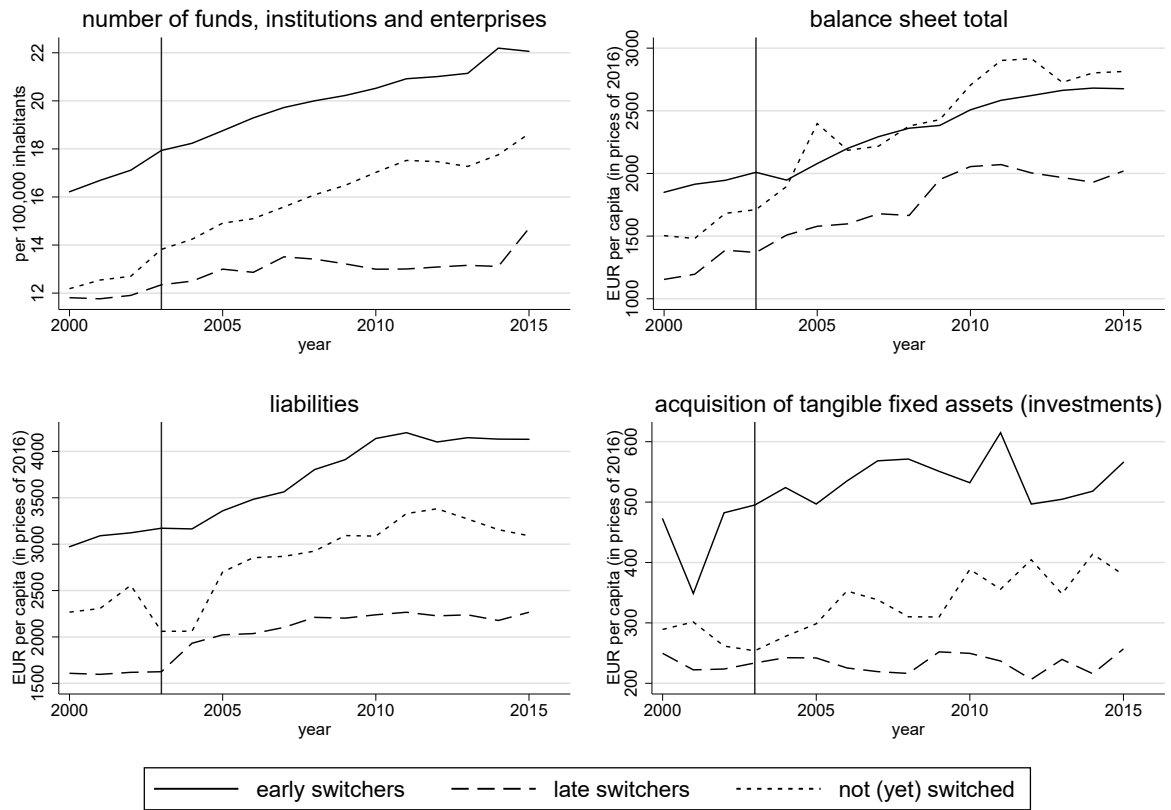 number of funds, institutions and enterprises
per 100,000 inhabitants
22
20
18
16
14
12
2000 2005 2010 2015
year
balance sheet total
EUR per capita (in prices of 2016)
3000
2500
2000
1500
1000
2000 2005 2010 2015
year
liabilities
EUR per capita (in prices of 2016)
4000
3500
3000
2500
2000
1500
2000 2005 2010 2015
year
acquisition of tangible fixed assets (investments)
EUR per capita (in prices of 2016)
600
500
400
300
200
2000 2005 2010 2015
year
early switchers late switchers not (yet) switched